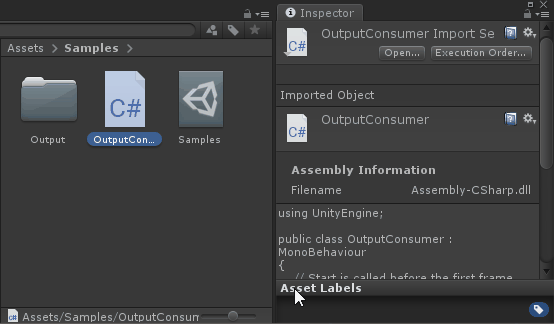 Inspector
Assets > Samples >
Output
OutputCon...
Samples
Assets/Samples/OutputConsum
OutputConsumer Import Se
Open...
Execution Order...
Imported Object
C#
OutputConsumer
Assembly Information
Filename Assembly-CSharp.dll
using UnityEngine;
public class OutputConsumer :
MonoBehaviour
{
// Start is called before the first frame
Asset Labels